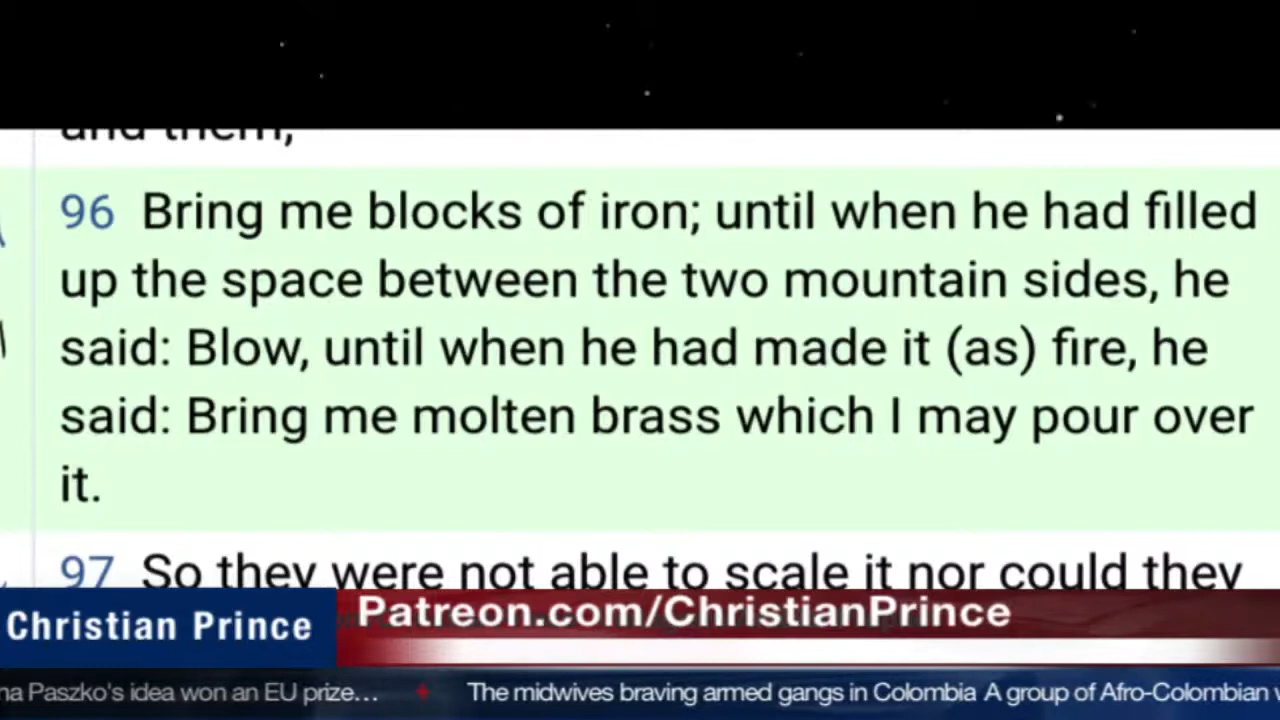 and them,
96 Bring me blocks of iron; until when he had filled
up the space between the two mountain sides, he
said: Blow, until when he had made it (as) fire, he
said: Bring me molten brass which I may pour over
it.
97 So they were not able to scale it nor could they
Patreon.com/ChristianPrince
Christian Prince
na Paszko's idea won an EU prize... + The midwives braving armed gangs in Colombia A group of Afro-Colombian